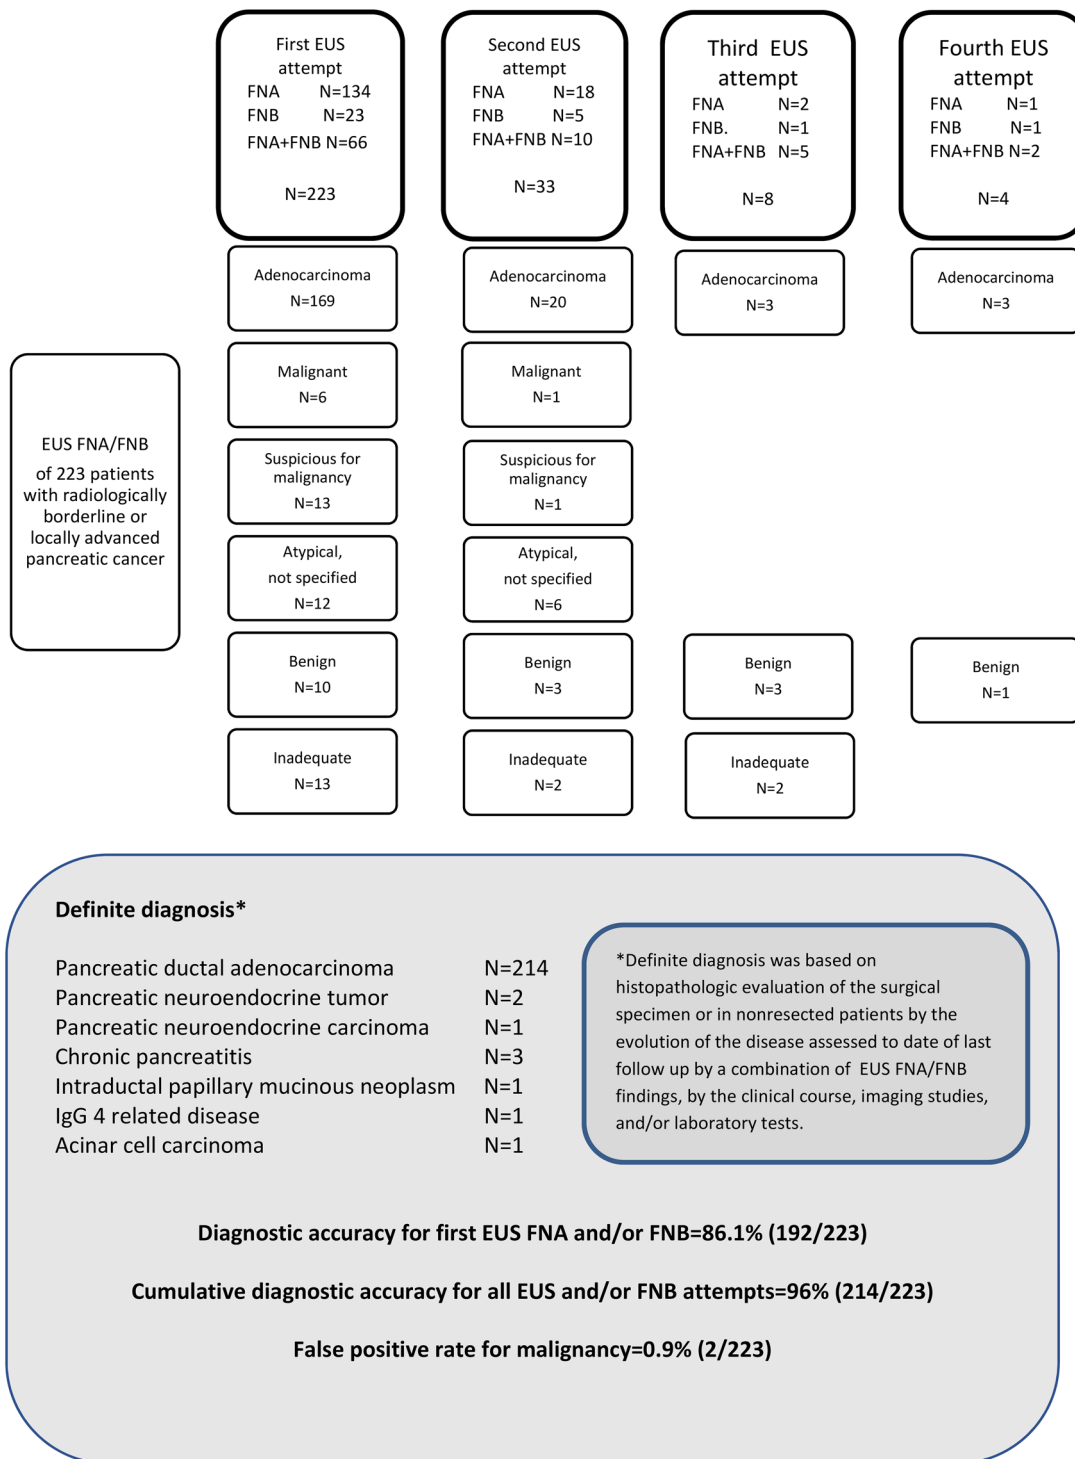 EUS FNA/FNB
of 223 patients
with radiologically
borderline or
locally advanced
pancreatic cancer
First EUS
attempt
FNA N=134
FNB N=23
FNA+FNB N=66
N=223
Adenocarcinoma
N=169
Malignant
N=6
Suspicious for
malignancy
N=13
Atypical,
not specified
N=12
Benign
N=10
Inadequate
N=13
Second EUS
attempt
FNA N=18
FNB N=5
FNA+FNB N=10
N=33
Adenocarcinoma
N=20
Malignant
N=1
Suspicious for
malignancy
N=1
Atypical,
not specified
N=6
Benign
N=3
Inadequate
N=2
Third EUS
attempt
FNA N=2
FNB. N=1
FNA+FNB N=5
N=8
Adenocarcinoma
N=3
Benign
N=3
Inadequate
N=2
Fourth EUS
attempt
FNA N=1
FNB N=1
FNA+FNB N=2
N=4
Adenocarcinoma
N=3
Benign
N=1
Definite diagnosis*
Pancreatic ductal adenocarcinoma N=214
Pancreatic neuroendocrine tumor N=2
Pancreatic neuroendocrine carcinoma N=1
Chronic pancreatitis N=3
Intraductal papillary mucinous neoplasm N=1
IgG 4 related disease N=1
Acinar cell carcinoma N=1
*Definite diagnosis was based on
histopathologic evaluation of the surgical
specimen or in nonresected patients by the
evolution of the disease assessed to date of last
follow up by a combination of EUS FNA/FNB
findings, by the clinical course, imaging studies,
and/or laboratory tests.
Diagnostic accuracy for first EUS FNA and/or FNB=86.1% (192/223)
Cumulative diagnostic accuracy for all EUS and/or FNB attempts=96% (214/223)
False positive rate for malignancy=0.9% (2/223)